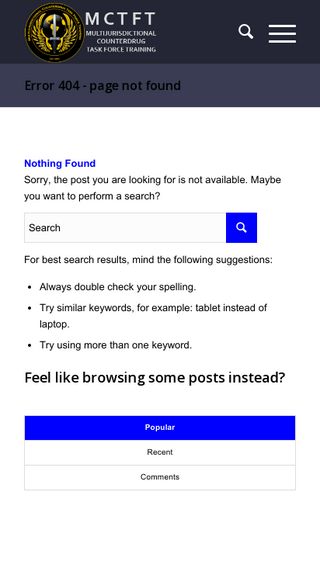 MCTFT
MULTIJURISDICTIONAL
COUNTERDRUG
TASK FORCE TRAINING
Error 404 - page not found
Nothing Found
Sorry, the post you are looking for is not available. Maybe
you want to perform a search?
Search
For best search results, mind the following suggestions:
Always double check your spelling.
Try similar keywords, for example: tablet instead of
laptop.
Try using more than one keyword.
Feel like browsing some posts instead?
Popular
Recent
Comments